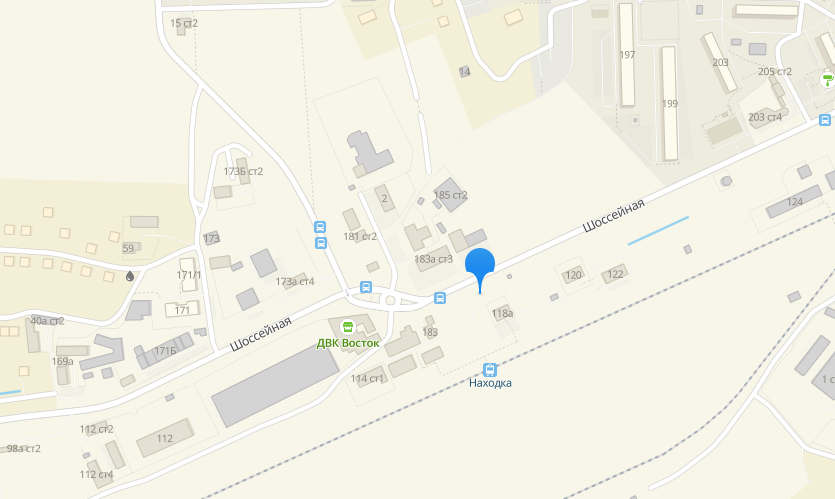 15 ст2
14
197
203
205 ст2
199
203 ст4
173Б ст2
2
185 ст2
124
Шоссейная
173
181 ст2
59
183а ст3
171/1
173а ст4
120
122
171
118а
40а ст2
Шоссейная
183
ДВК Восток
171Б
169а
114 ст1
Находка
1 с
112 ст2
112
98а ст2
112 ст4